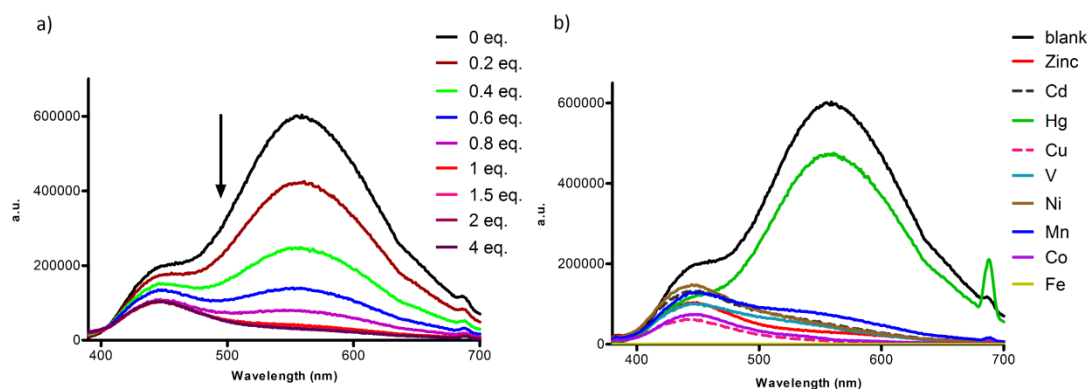 a)
0 eq.
0.2 eq.
0.4 eq.
0.6 eq.
0.8 eq.
1 eq.
1.5 eq.
2 eq.
4 eq.
600000
400000
200000
0
a.u.
400
500
600
700
Wavelength (nm)
b)
blank
Zinc
Cd
Hg
Cu
V
Ni
Mn
Co
Fe
600000
400000
200000
0
a.u.
400
500
600
700
Wavelength (nm)